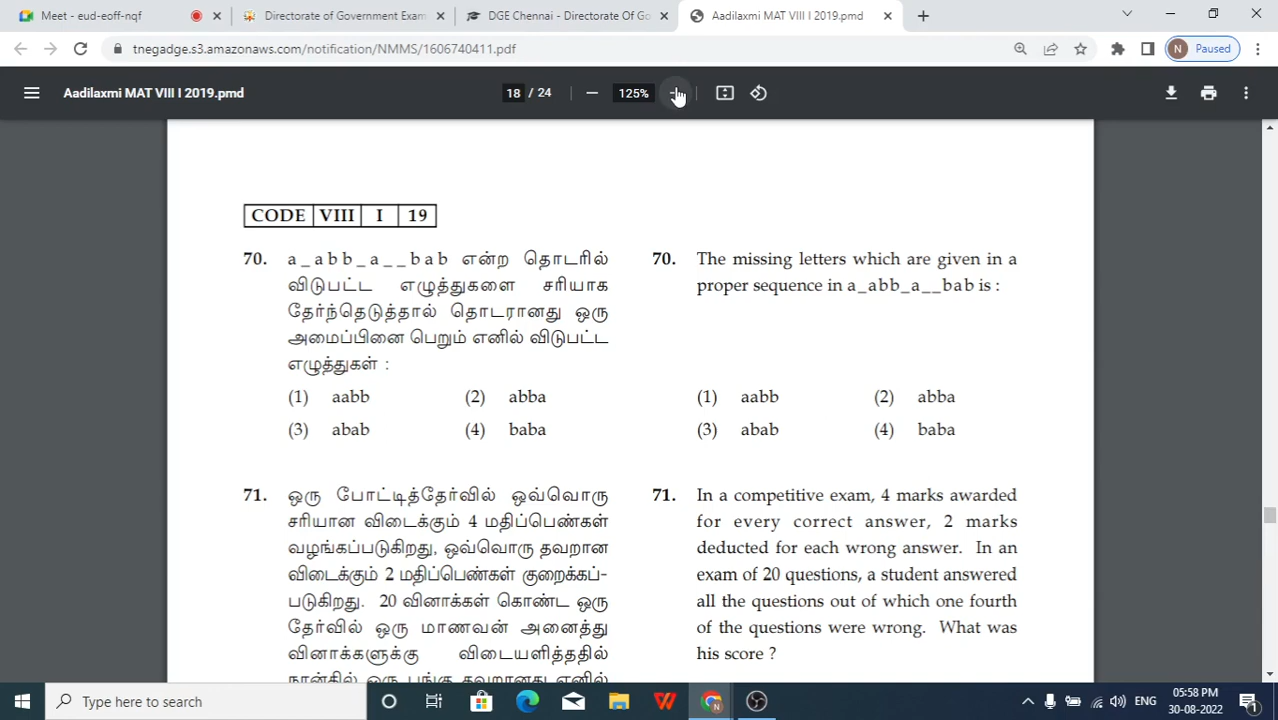 Meet - eud-eoff-nqf
Directorate of Government Exam
DGE Chennai - Directorate Of Go
Aadilaxmi MAT VIII I 2019.pmd
tnegadge.s3.amazonaws.com/notification/NMMS/1606740411.pdf
N Paused
Aadilaxmi MAT VIII I 2019.pmd
18 / 24
125%
CODE VIII I 19
70. a_abb_a__bab என்ற தொடரில்
விடுபட்ட எழுத்துகளை சரியாக
தேர்ந்தெடுத்தால் தொடரானது ஒரு
அமைப்பினை பெறும் எனில் விடுபட்ட
எழுத்துகள் :
(1) aabb (2) abba
(3) abab (4) baba
71. ஒரு போட்டித்தேர்வில் ஒவ்வொரு
சரியான விடைக்கும் 4 மதிப்பெண்கள்
வழங்கப்படுகிறது, ஒவ்வொரு தவறான
விடைக்கும் 2 மதிப்பெண்கள் குறைக்கப்-
படுகிறது. 20 வினாக்கள் கொண்ட ஒரு
தேர்வில் ஒரு மாணவன் அனைத்து
வினாக்களுக்கு விடையளித்ததில்
நான்கில் ஒரு பங்கு தவறானது எனில்
70. The missing letters which are given in a
proper sequence in a_abb_a__bab is :
(1) aabb (2) abba
(3) abab (4) baba
71. In a competitive exam, 4 marks awarded
for every correct answer, 2 marks
deducted for each wrong answer. In an
exam of 20 questions, a student answered
all the questions out of which one fourth
of the questions were wrong. What was
his score ?
Type here to search
ENG
05:58 PM
30-08-2022
1